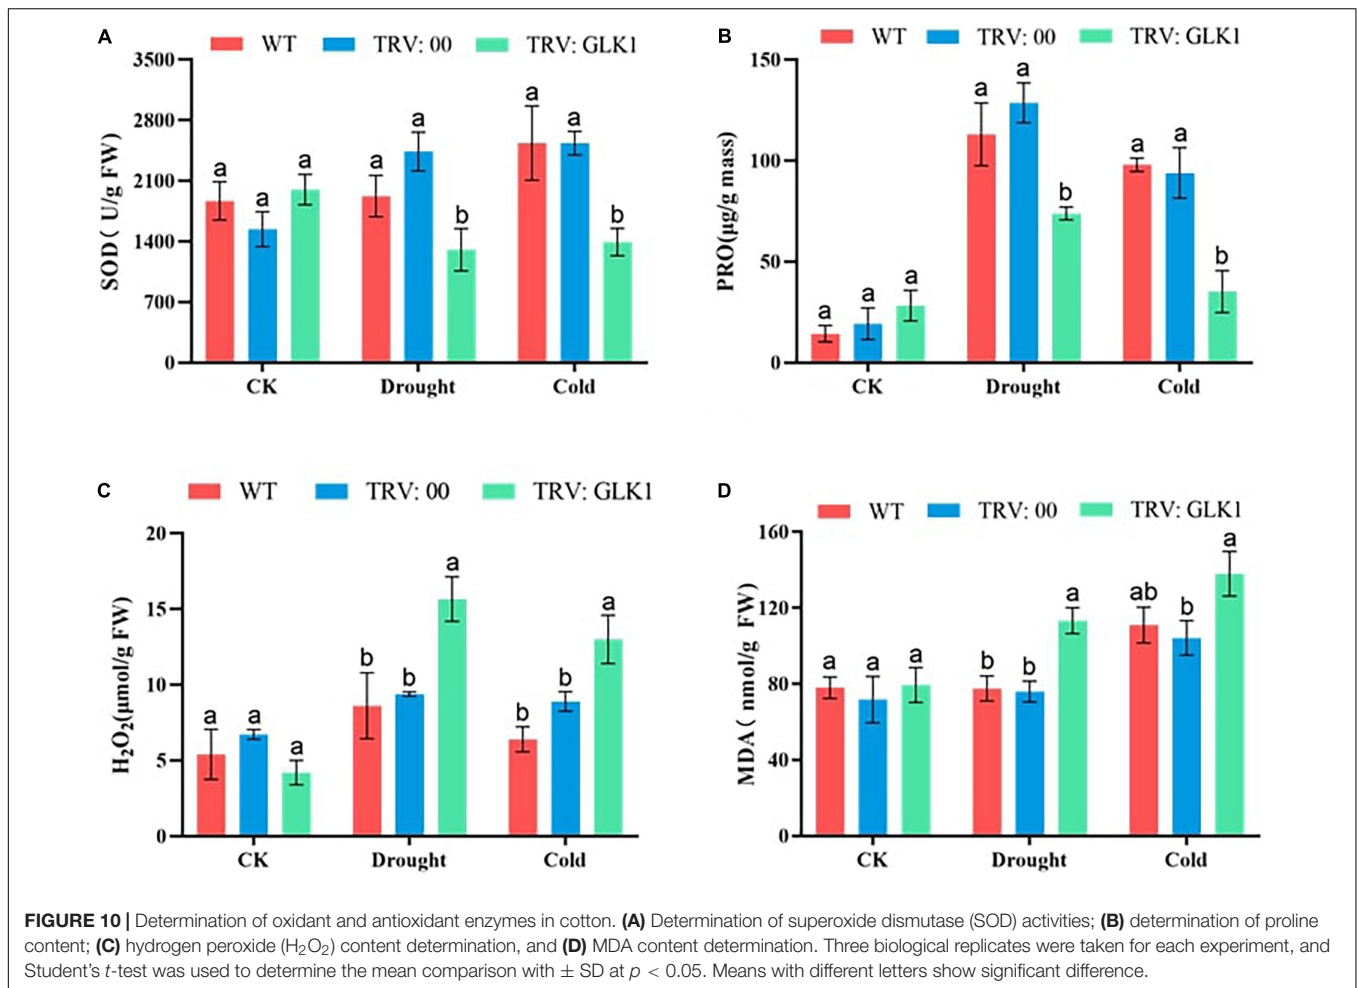 A
WT TRV: 00 TRV: GLK1
3500
2800
2100
1400
700
0
SOD( U/g FW)
a a a a a b a a b
CK Drought Cold
B
WT TRV: 00 TRV: GLK1
150
100
50
0
PRO(µg/g mass)
a a a a a b a a b
CK Drought Cold
C
WT TRV: 00 TRV: GLK1
20
15
10
5
0
H₂O₂(µmol/g FW)
a a a b b a b b a
CK Drought Cold
D
WT TRV: 00 TRV: GLK1
160
120
80
40
0
MDA( nmol/g FW)
a a a b b a ab b a
CK Drought Cold
FIGURE 10 | Determination of oxidant and antioxidant enzymes in cotton. (A) Determination of superoxide dismutase (SOD) activities; (B) determination of proline
content; (C) hydrogen peroxide (H₂O₂) content determination, and (D) MDA content determination. Three biological replicates were taken for each experiment, and
Student's t-test was used to determine the mean comparison with ± SD at p < 0.05. Means with different letters show significant difference.